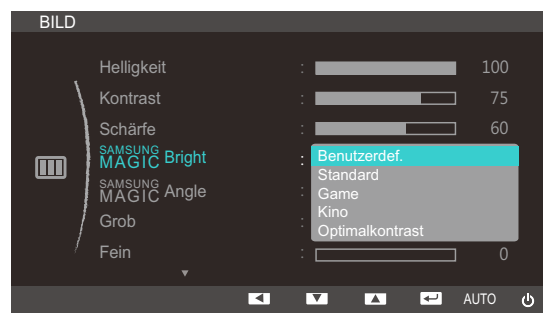 BILD
Helligkeit : 100
Kontrast : 75
Schärfe : 60
SAMSUNG MAGIC Bright : Benutzerdef.
Standard
SAMSUNG MAGIC Angle : Game
Kino
Grob : Optimalkontrast
Fein : 0
AUTO